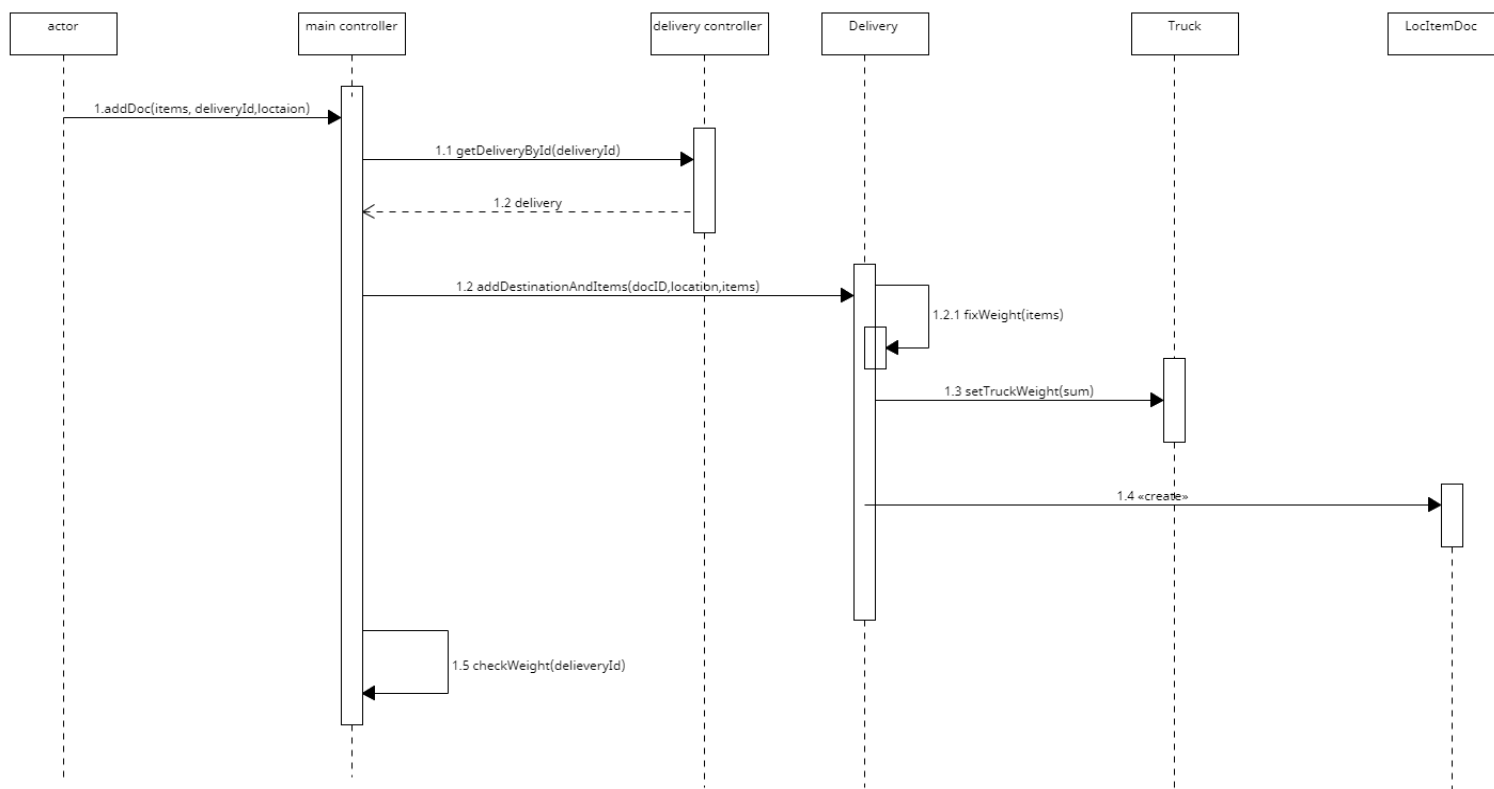 actor
main controller
delivery controller
Delivery
Truck
LocItemDoc
1.addDoc(items, deliveryId,loctaion)
1.1 getDeliveryById(deliveryId)
1.2 delivery
1.2 addDestinationAndItems(docID,location,items)
1.2.1 fixWeight(items)
1.3 setTruckWeight(sum)
1.4 «create»
1.5 checkWeight(delieveryId)